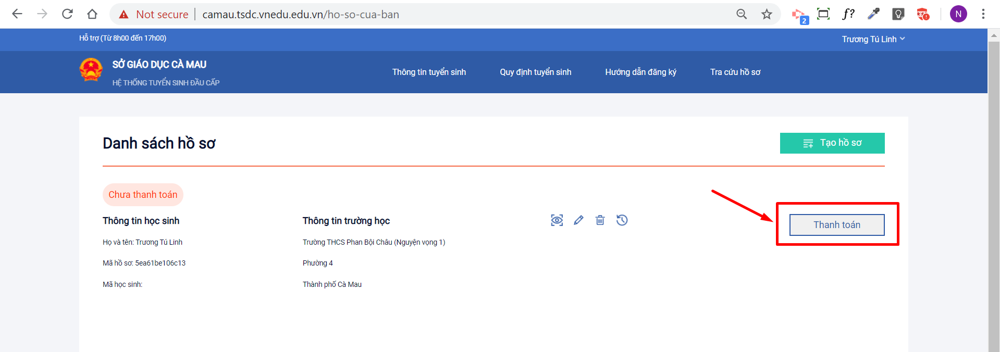 Not secure | camau.tsdc.vnedu.edu.vn/ho-so-cua-ban
2
f?
N
Hỗ trợ (Từ 8h00 đến 17h00)
Trương Tú Linh
SỞ GIÁO DỤC CÀ MAU
HỆ THỐNG TUYỂN SINH ĐẦU CẤP
Thông tin tuyển sinh
Quy định tuyển sinh
Hướng dẫn đăng ký
Tra cứu hồ sơ
Danh sách hồ sơ
Tạo hồ sơ
Chưa thanh toán
Thông tin học sinh
Họ và tên: Trương Tú Linh
Mã hồ sơ: 5ea61be106c13
Mã học sinh:
Thông tin trường học
Trường THCS Phan Bội Châu (Nguyện vọng 1)
Phường 4
Thành phố Cà Mau
Thanh toán